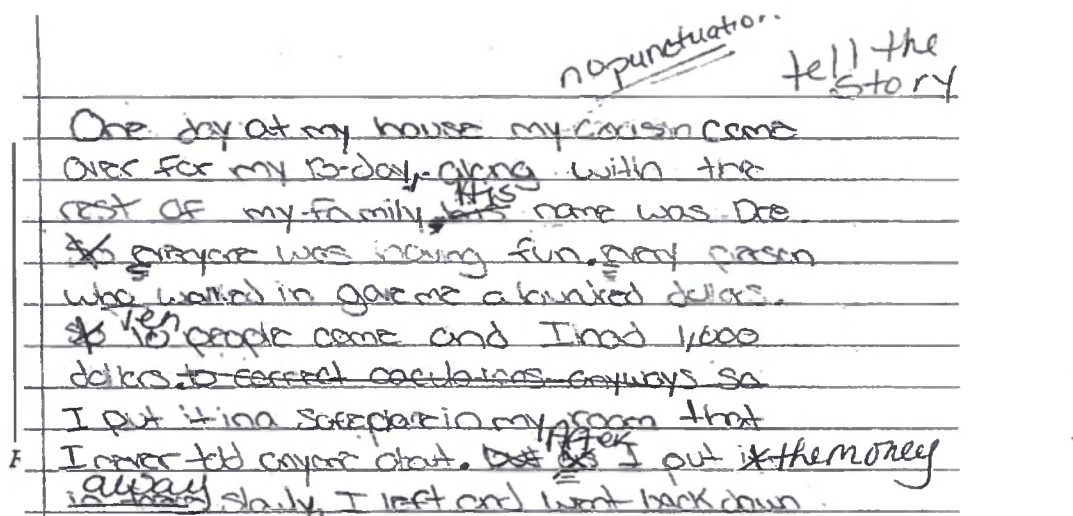 no punctuation
tell the
story
One day at my house my cousin came
over for my B-day, along with the
rest of my family. His name was Dre
everyone was having fun. every person
who walked in gave me a hunred dollars.
Ten
10 people came and I had 1,000
dollars. to correct anyways so
I put it in a safe place in my room that
After
I never told anyone about. but I put it the money
away
slowly, I left and went back down